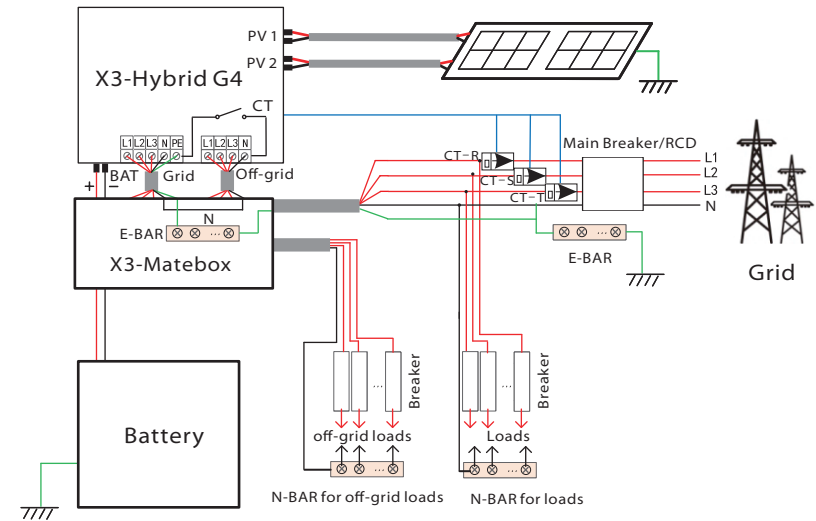 PV 1
PV 2
X3-Hybrid G4
CT
L1 L2 L3 N PE
L1 L2 L3 N
BAT
Grid
Off-grid
+
–
N
E-BAR
X3-Matebox
CT-R
CT-S
CT-T
Main Breaker/RCD
L1
L2
L3
N
E-BAR
Grid
Battery
...
Breaker
off-grid loads
...
N-BAR for off-grid loads
...
Breaker
Loads
...
N-BAR for loads